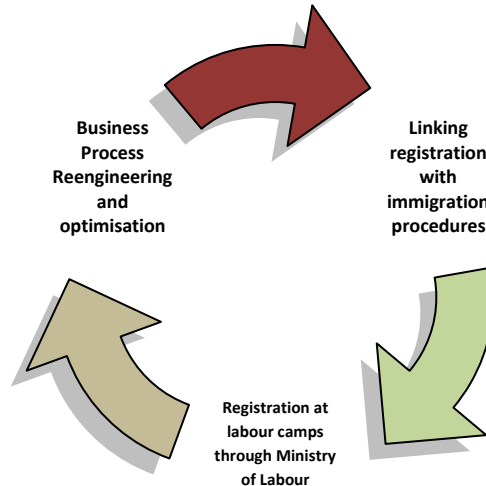 Business
Process
Reengineering
and
optimisation
Linking
registration
with
immigration
procedures
Registration at
labour camps
through Ministry
of Labour